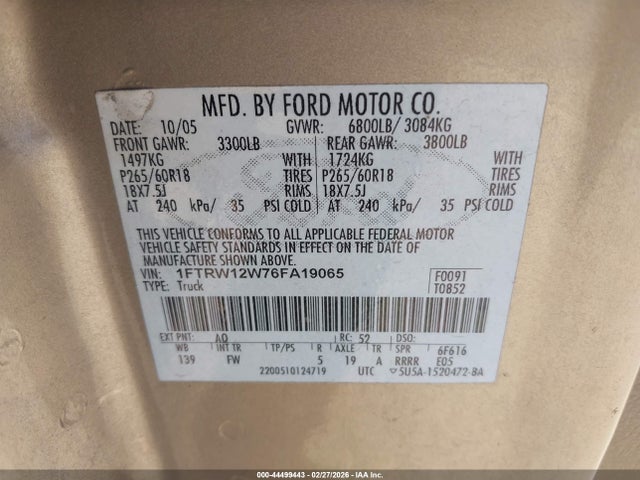 MFD. BY FORD MOTOR CO.
DATE: 10/05 GVWR: 6800LB/ 3084KG
FRONT GAWR: 3300LB REAR GAWR: 3800LB
1497KG WITH 1724KG WITH
P265/60R18 TIRES P265/60R18 TIRES
18X7.5J RIMS 18X7.5J RIMS
AT 240 kPa/ 35 PSI COLD AT 240 kPa/ 35 PSI COLD
THIS VEHICLE CONFORMS TO ALL APPLICABLE FEDERAL MOTOR
VEHICLE SAFETY STANDARDS IN EFFECT ON THE DATE OF
MANUFACTURE SHOWN ABOVE.
VIN: 1FTRW12W76FA19065 F0091
TYPE: Truck T0852
EXT PNT: AQ RC: 52 DSO:
WB INT TR TP/PS R AXLE TR SPR 6F616
139 FW 5 19 A RRRR E05
2200510124719 UTC 5U5A-1520472-BA
000-44499443 - 02/27/2026 - IAA Inc.